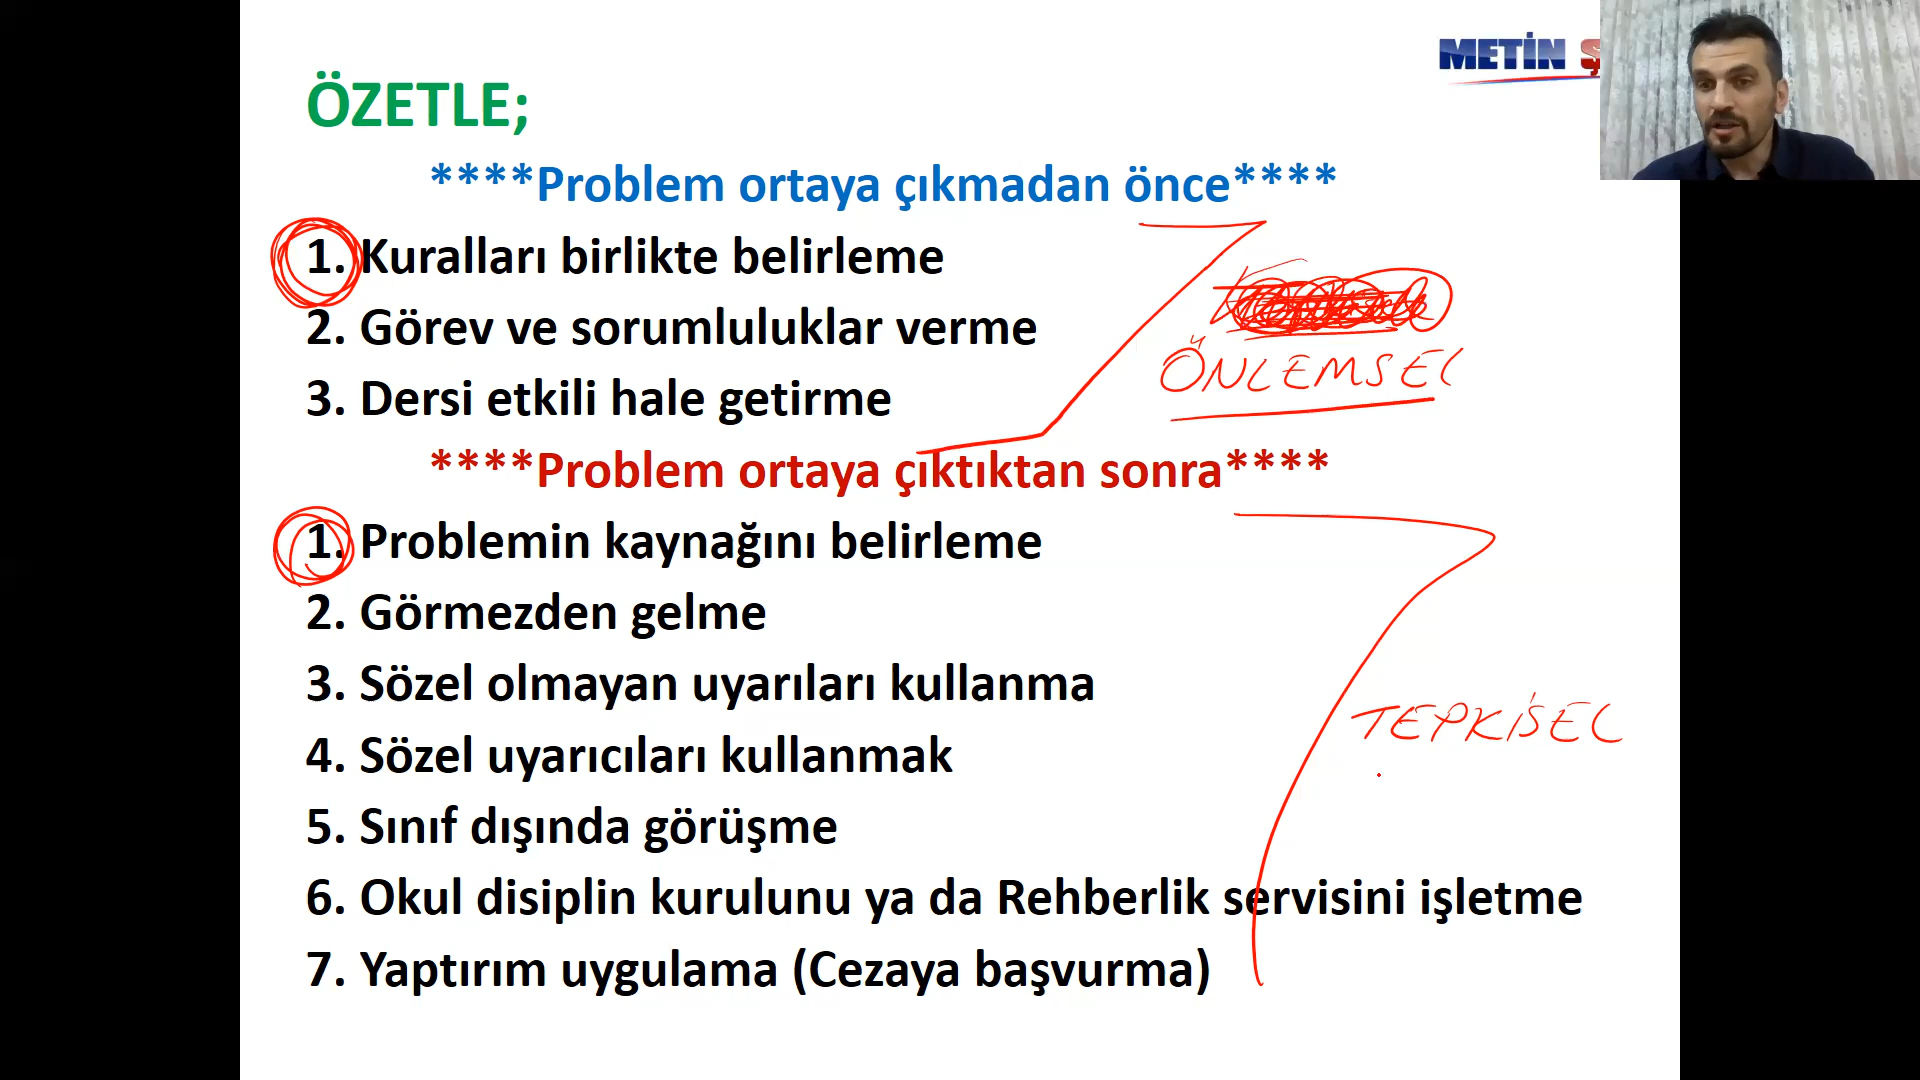 METİN Ş
ÖZETLE;
****Problem ortaya çıkmadan önce****
1. Kuralları birlikte belirleme
2. Görev ve sorumluluklar verme
ÖNLEMSEL
3. Dersi etkili hale getirme
****Problem ortaya çıktıktan sonra****
1. Problemin kaynağını belirleme
2. Görmezden gelme
3. Sözel olmayan uyarıları kullanma
TEPKİSEL
4. Sözel uyarıcıları kullanmak
5. Sınıf dışında görüşme
6. Okul disiplin kurulunu ya da Rehberlik servisini işletme
7. Yaptırım uygulama (Cezaya başvurma)